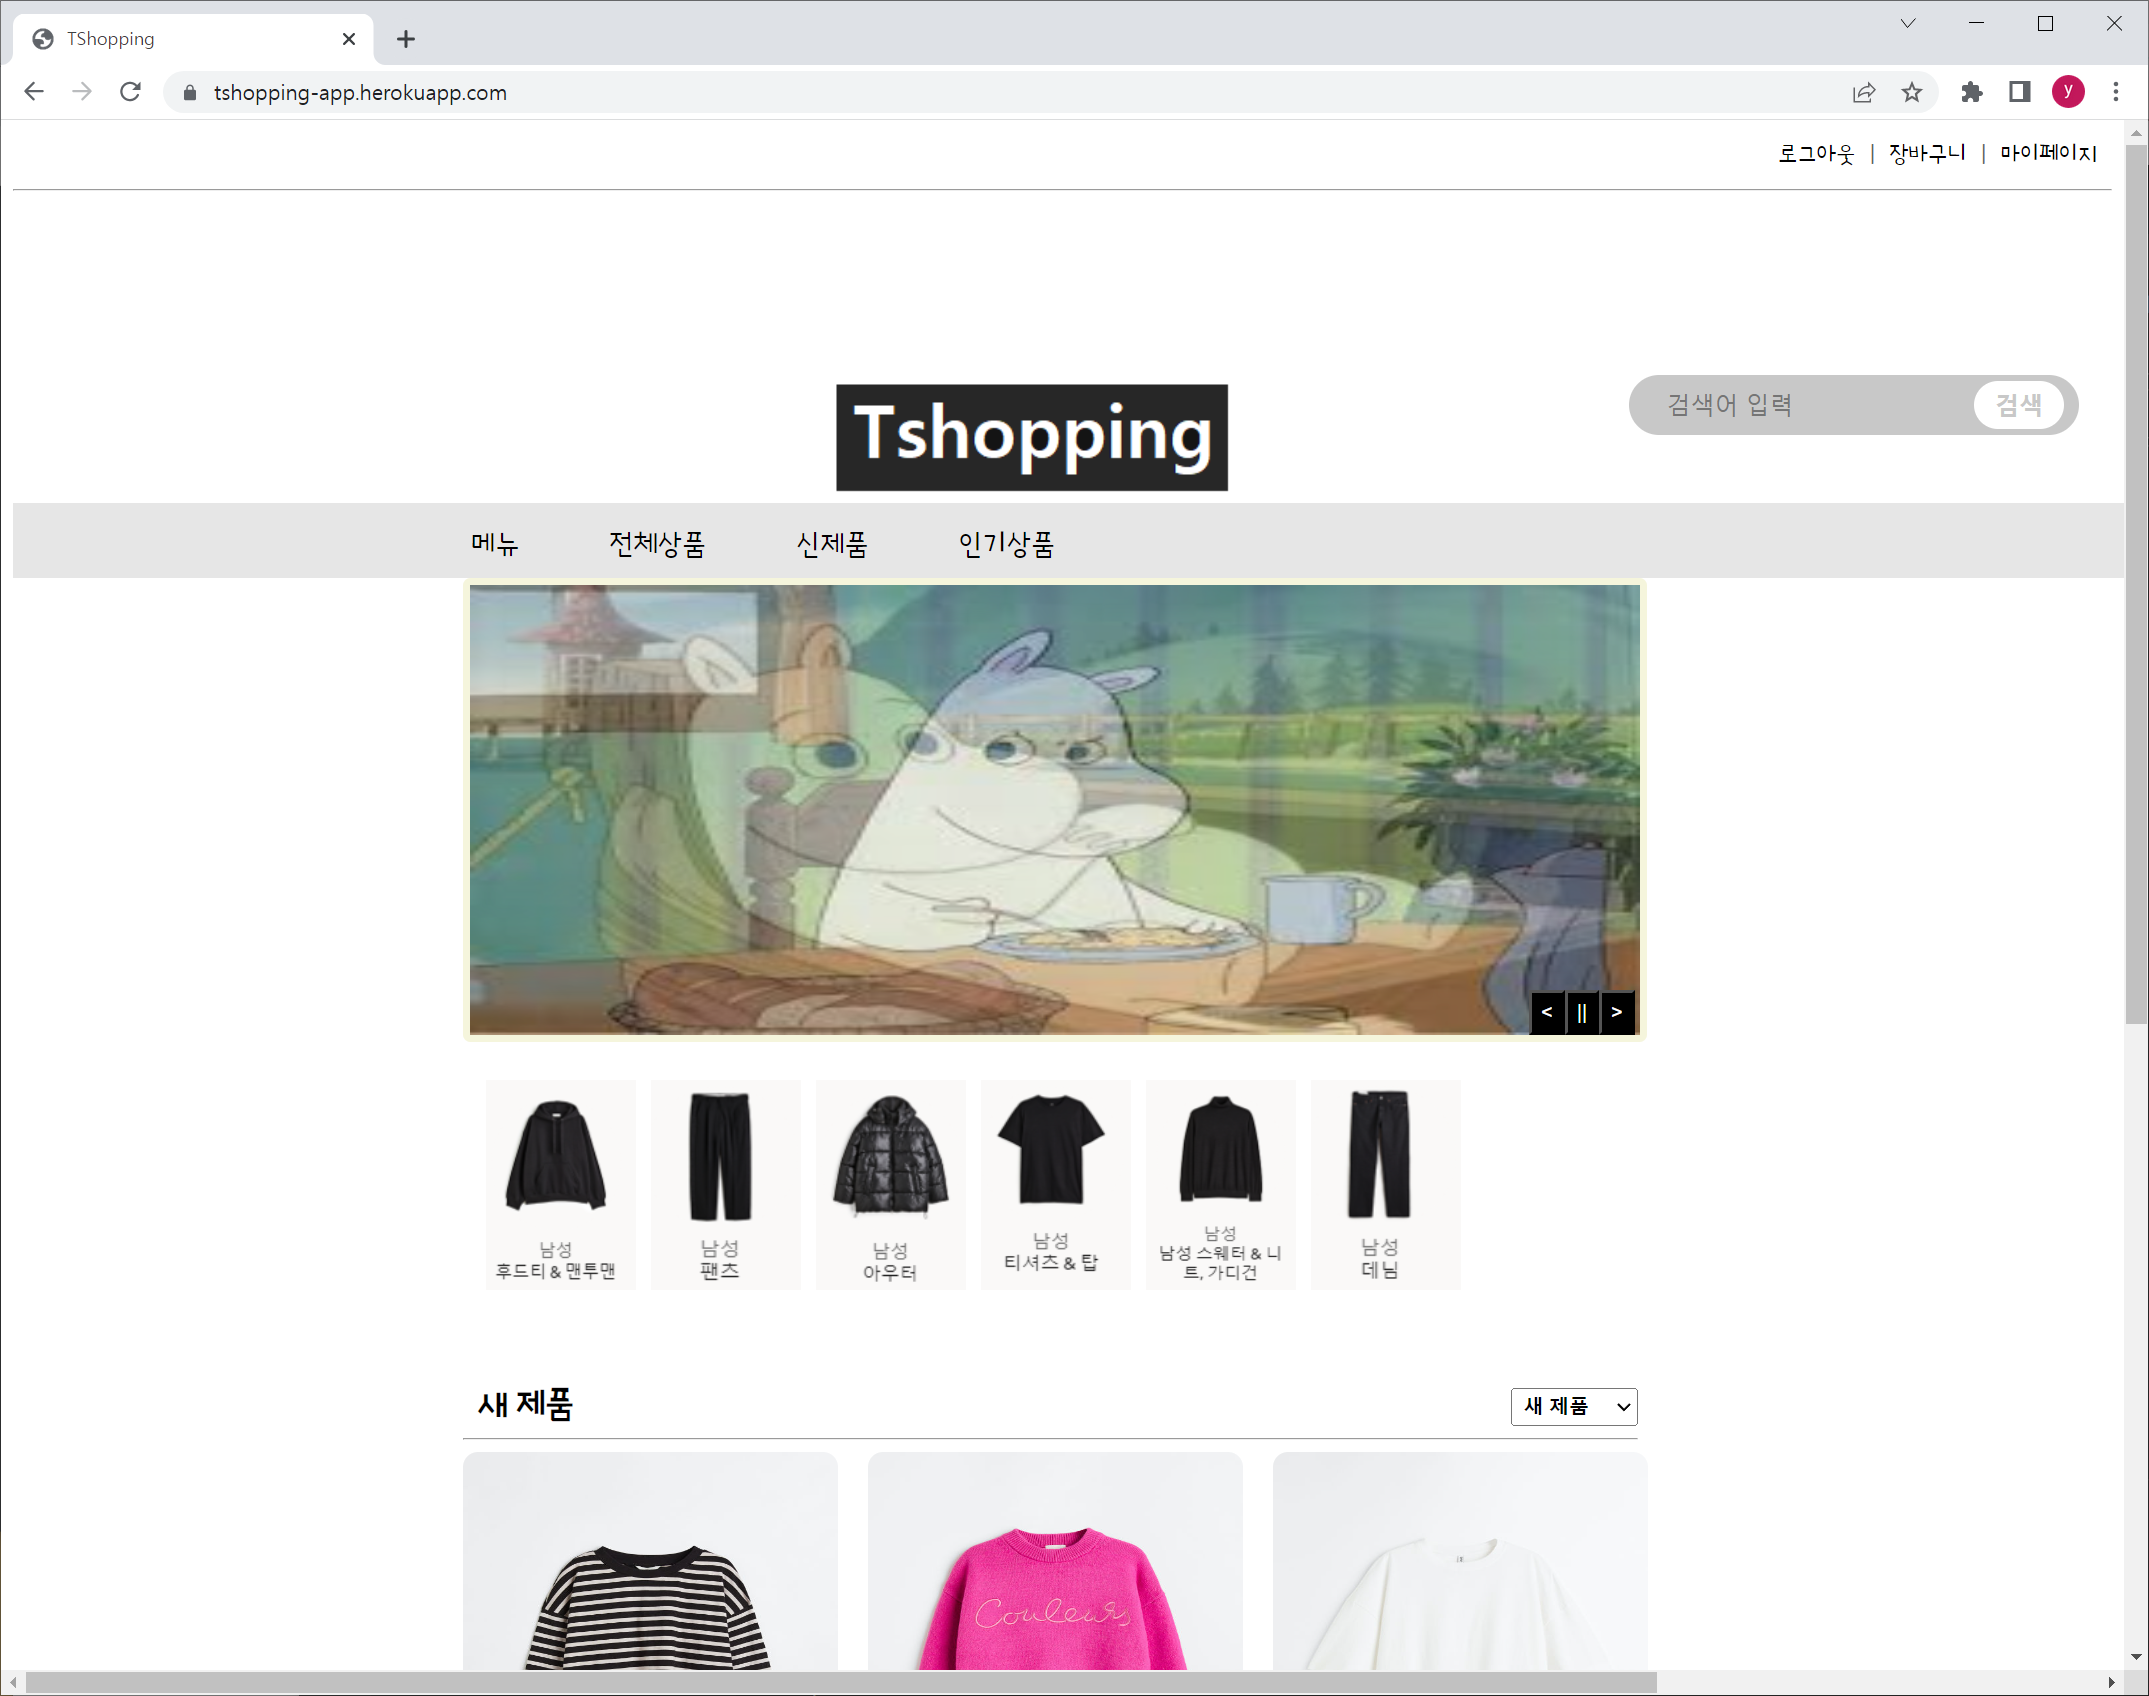 TShopping
tshopping-app.herokuapp.com
y
로그아웃 | 장바구니 | 마이페이지
Tshopping
검색어 입력
검색
메뉴 전체상품 신제품 인기상품
< || >
남성
후드티 & 맨투맨
남성
팬츠
남성
아우터
남성
티셔츠 & 탑
남성
남성 스웨터 & 니
트, 가디건
남성
데님
새 제품
새 제품
Couleurs